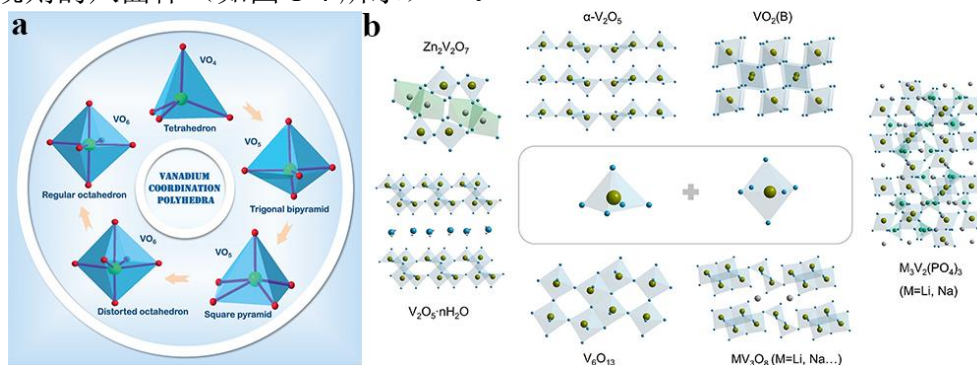 a
VO4
Tetrahedron
VO5
Trigonal bipyramid
VO5
Square pyramid
VO6
Distorted octahedron
VO6
Regular octahedron
VANADIUM
COORDINATION
POLYHEDRA
b
Zn₂V₂O₇
α-V₂O₅
VO₂(B)
V₂O₅·nH₂O
V₆O₁₃
MV₃O₈ (M=Li, Na...)
M₃V₂(PO₄)₃
(M=Li, Na)